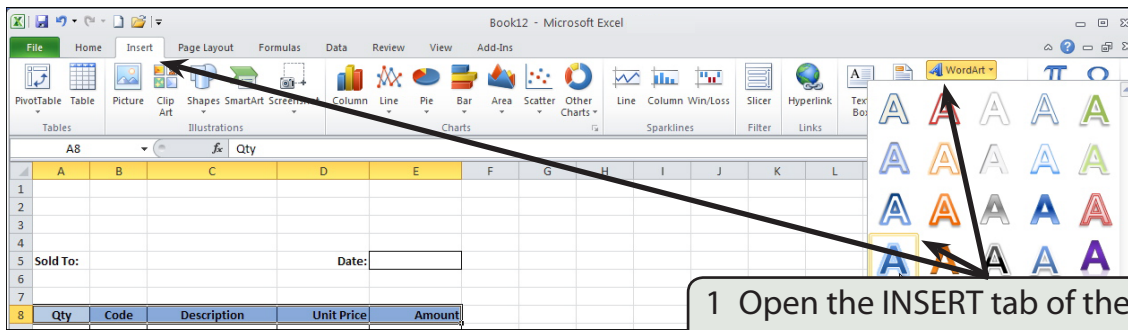 Book12 - Microsoft Excel
File Home Insert Page Layout Formulas Data Review View Add-Ins
PivotTable Table Picture Clip Art Shapes SmartArt Screenshot Column Line Pie Bar Area Scatter Other Charts Line Column Win/Loss Slicer Hyperlink WordArt
Tables Illustrations Charts Sparklines Filter Links
A8 fx Qty
A B C D E F G H I J K L
1
2
3
4
5 Sold To: Date:
6
7
8 Qty Code Description Unit Price Amount
1 Open the INSERT tab of the